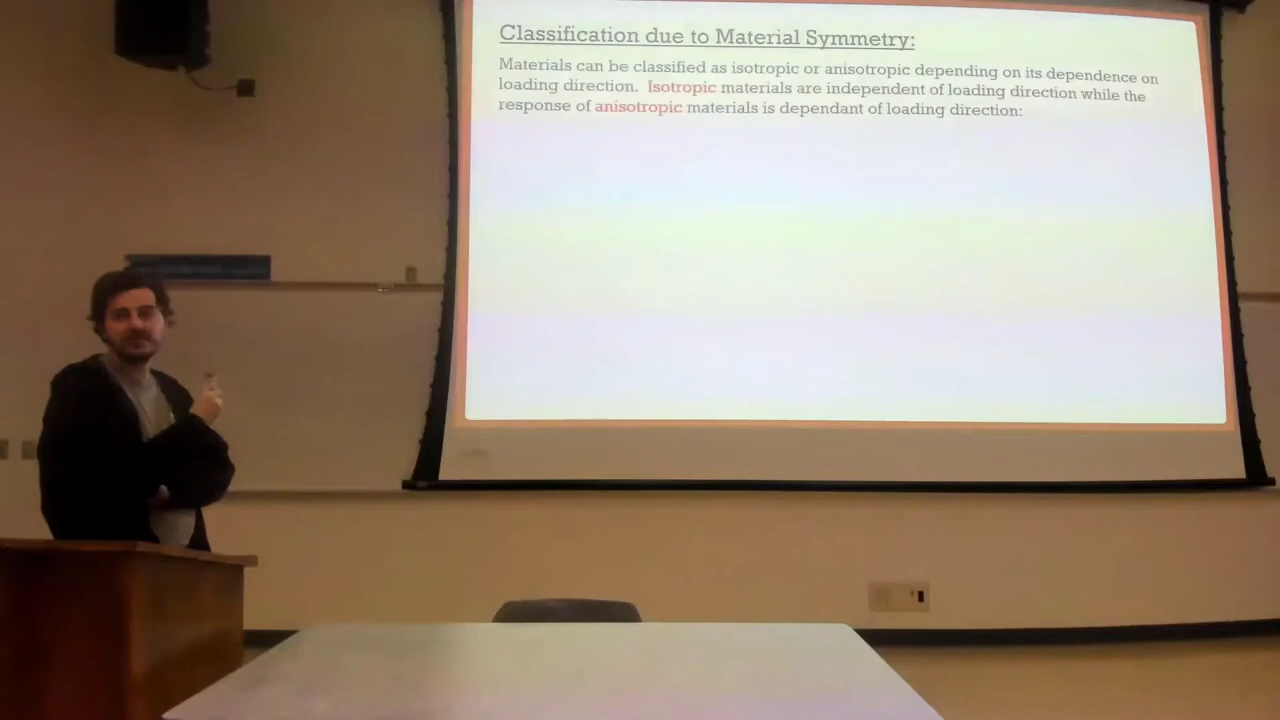 Classification due to Material Symmetry:
Materials can be classified as isotropic or anisotropic depending on its dependence on
loading direction. Isotropic materials are independent of loading direction while the
response of anisotropic materials is dependant of loading direction: